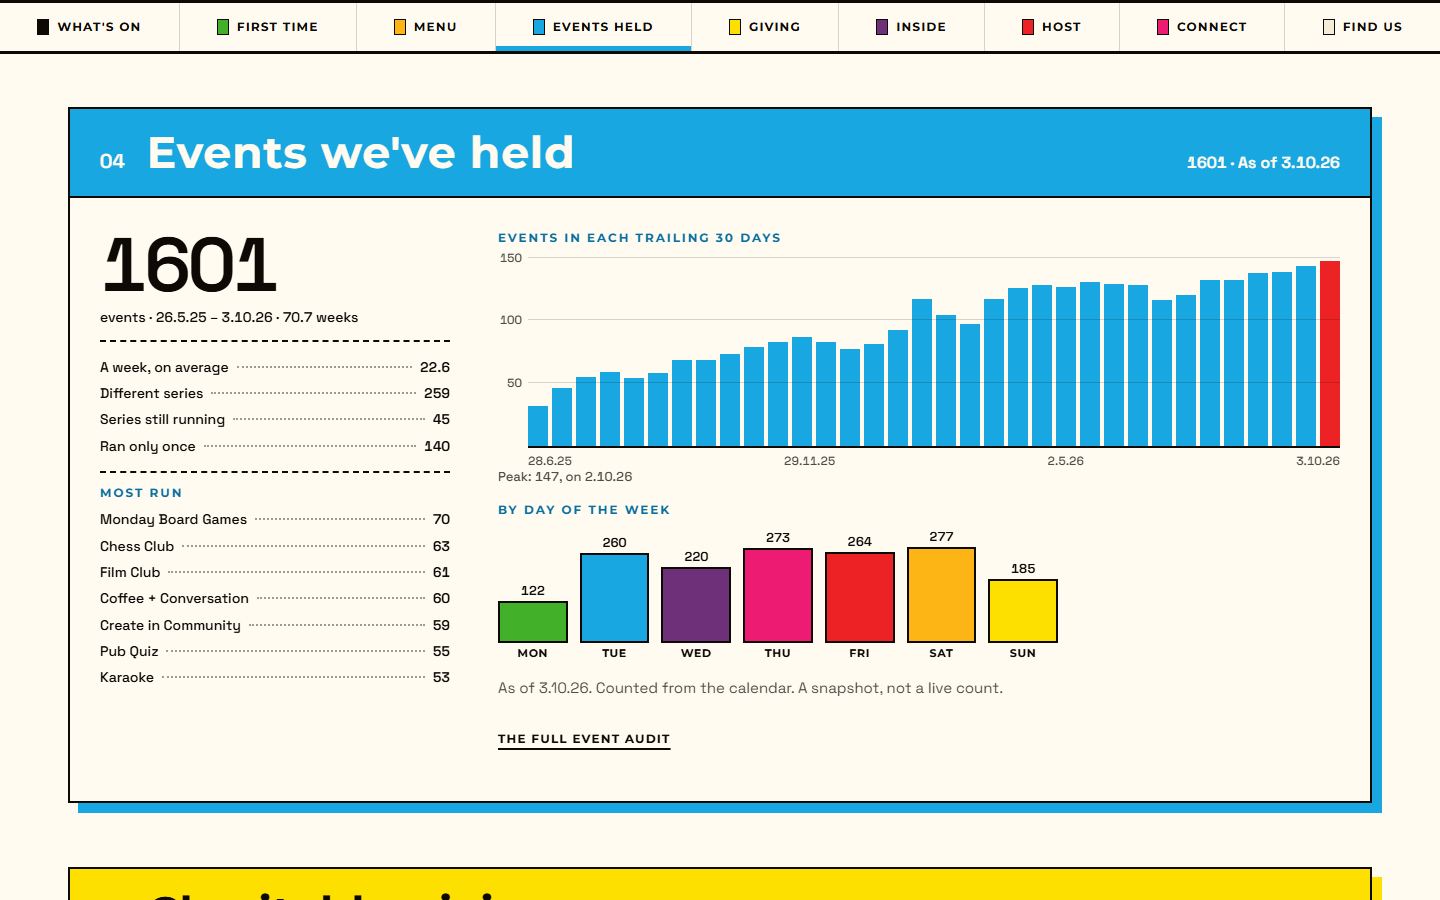 WHAT'S ON
FIRST TIME
MENU
EVENTS HELD
GIVING
INSIDE
HOST
CONNECT
FIND US
04 Events we've held
1601 · As of 3.10.26
1601
events · 26.5.25 – 3.10.26 · 70.7 weeks
A week, on average 22.6
Different series 259
Series still running 45
Ran only once 140
MOST RUN
Monday Board Games 70
Chess Club 63
Film Club 61
Coffee + Conversation 60
Create in Community 59
Pub Quiz 55
Karaoke 53
EVENTS IN EACH TRAILING 30 DAYS
150
100
50
28.6.25 29.11.25 2.5.26 3.10.26
Peak: 147, on 2.10.26
BY DAY OF THE WEEK
122 260 220 273 264 277 185
MON TUE WED THU FRI SAT SUN
As of 3.10.26. Counted from the calendar. A snapshot, not a live count.
THE FULL EVENT AUDIT